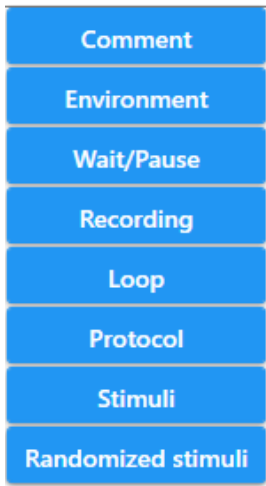 Comment
Environment
Wait/Pause
Recording
Loop
Protocol
Stimuli
Randomized stimuli